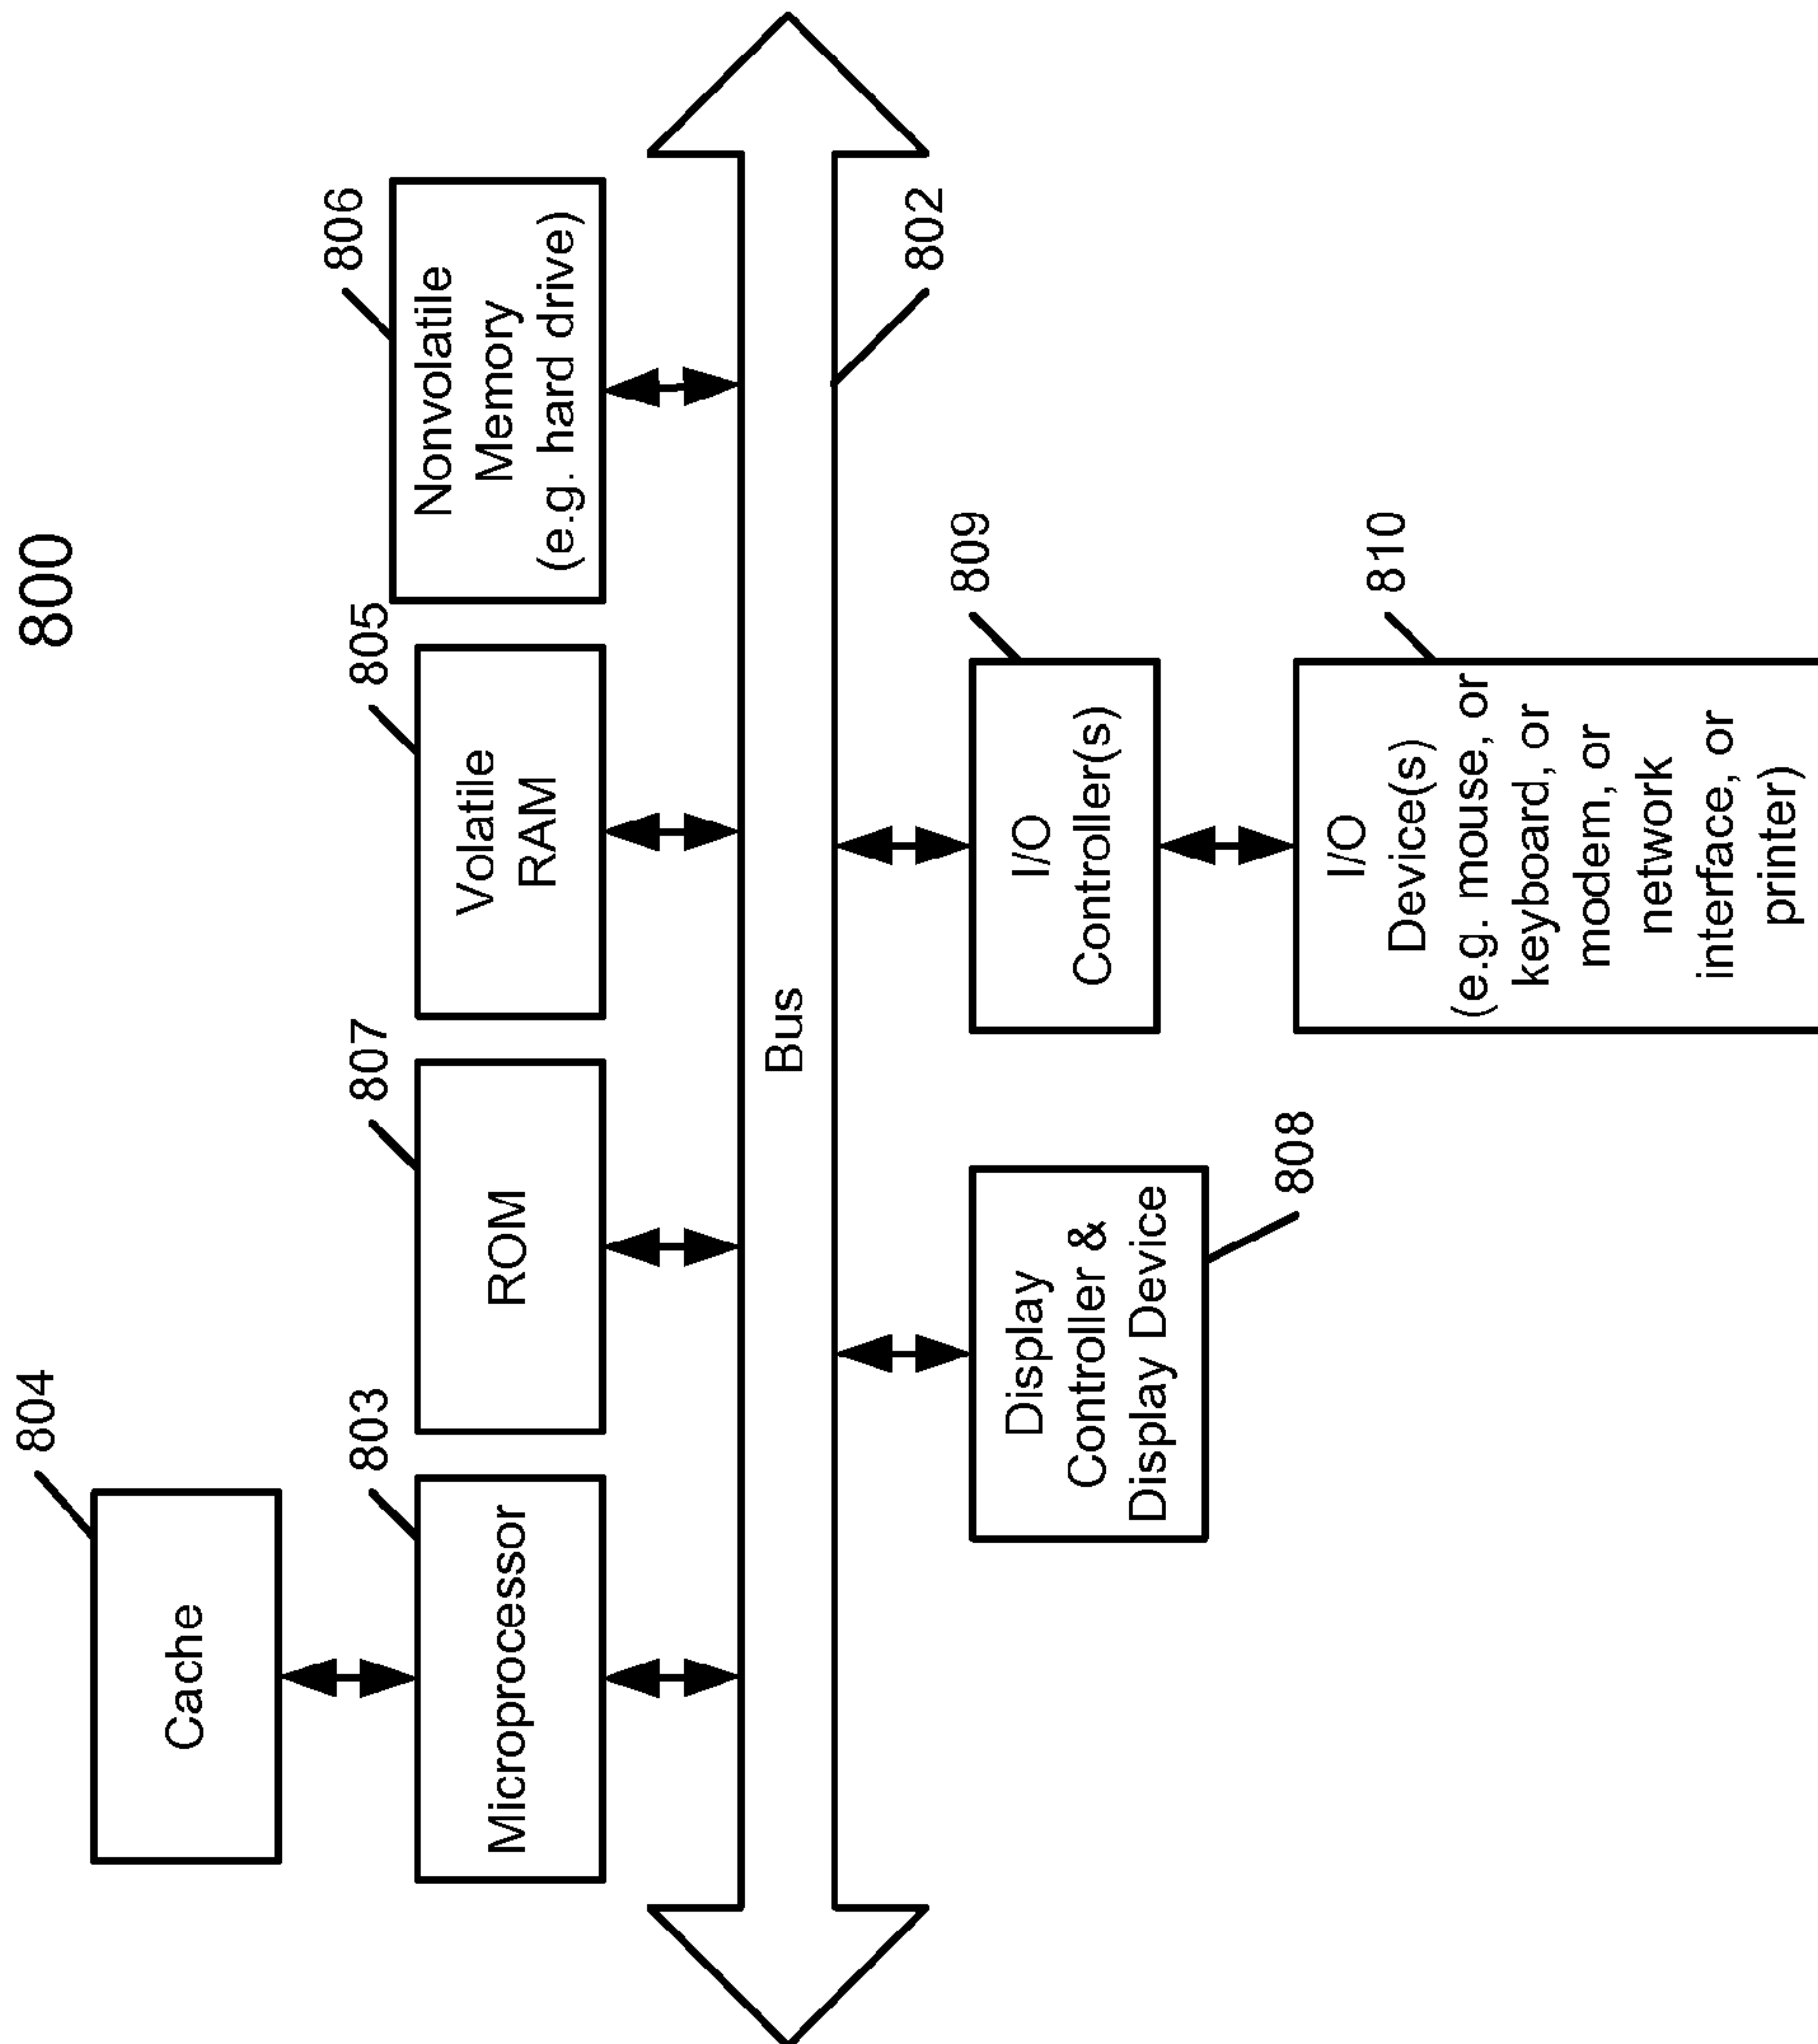 800
804
Cache
803
Microprocessor
807
ROM
805
Volatile
RAM
806
Nonvolatile
Memory
(e.g. hard drive)
Bus
802
Display
Controller &
Display Device
808
I/O
Controller(s)
809
I/O
Device(s)
(e.g. mouse, or
keyboard, or
modem, or
network
interface, or
printer)
810